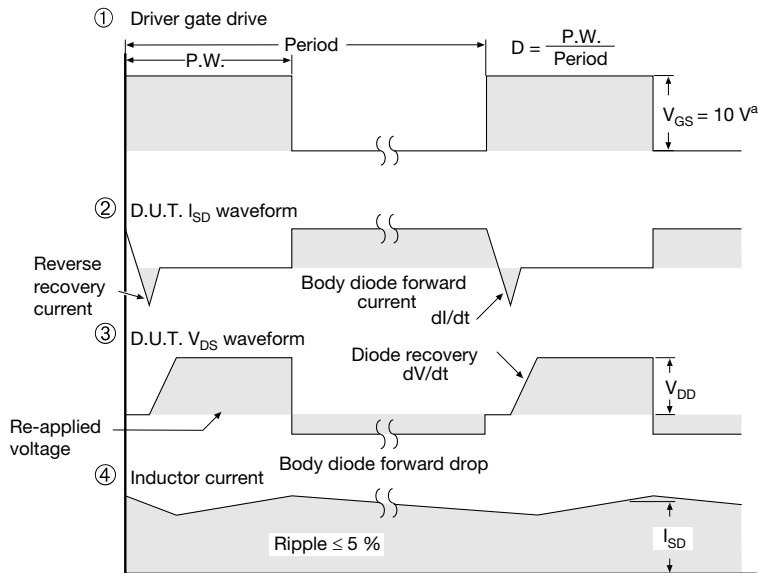 ① Driver gate drive
Period
P.W.
D = P.W.
Period
V_GS = 10 V^a
② D.U.T. I_SD waveform
Reverse
recovery
current
Body diode forward
current
dI/dt
③ D.U.T. V_DS waveform
Diode recovery
dV/dt
V_DD
Re-applied
voltage
Body diode forward drop
④ Inductor current
Ripple ≤ 5 %
I_SD